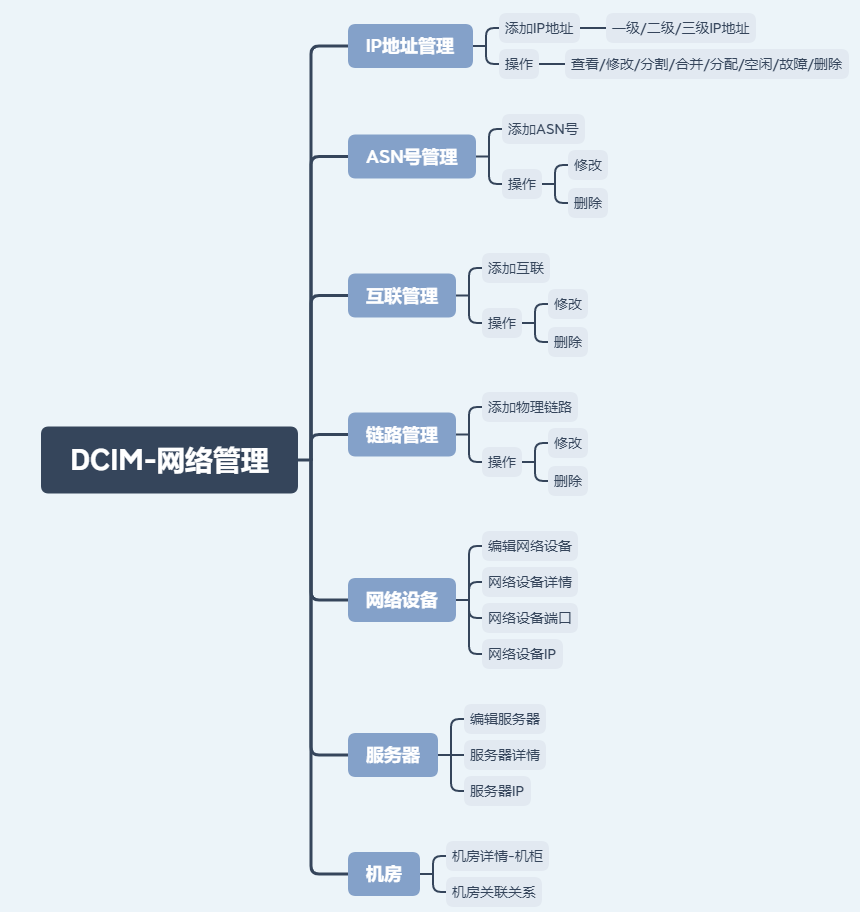 DCIM-网络管理
IP地址管理
添加IP地址
一级/二级/三级IP地址
操作
查看/修改/分割/合并/分配/空闲/故障/删除
ASN号管理
添加ASN号
操作
修改
删除
互联管理
添加互联
操作
修改
删除
链路管理
添加物理链路
操作
修改
删除
网络设备
编辑网络设备
网络设备详情
网络设备端口
网络设备IP
服务器
编辑服务器
服务器详情
服务器IP
机房
机房详情-机柜
机房关联关系